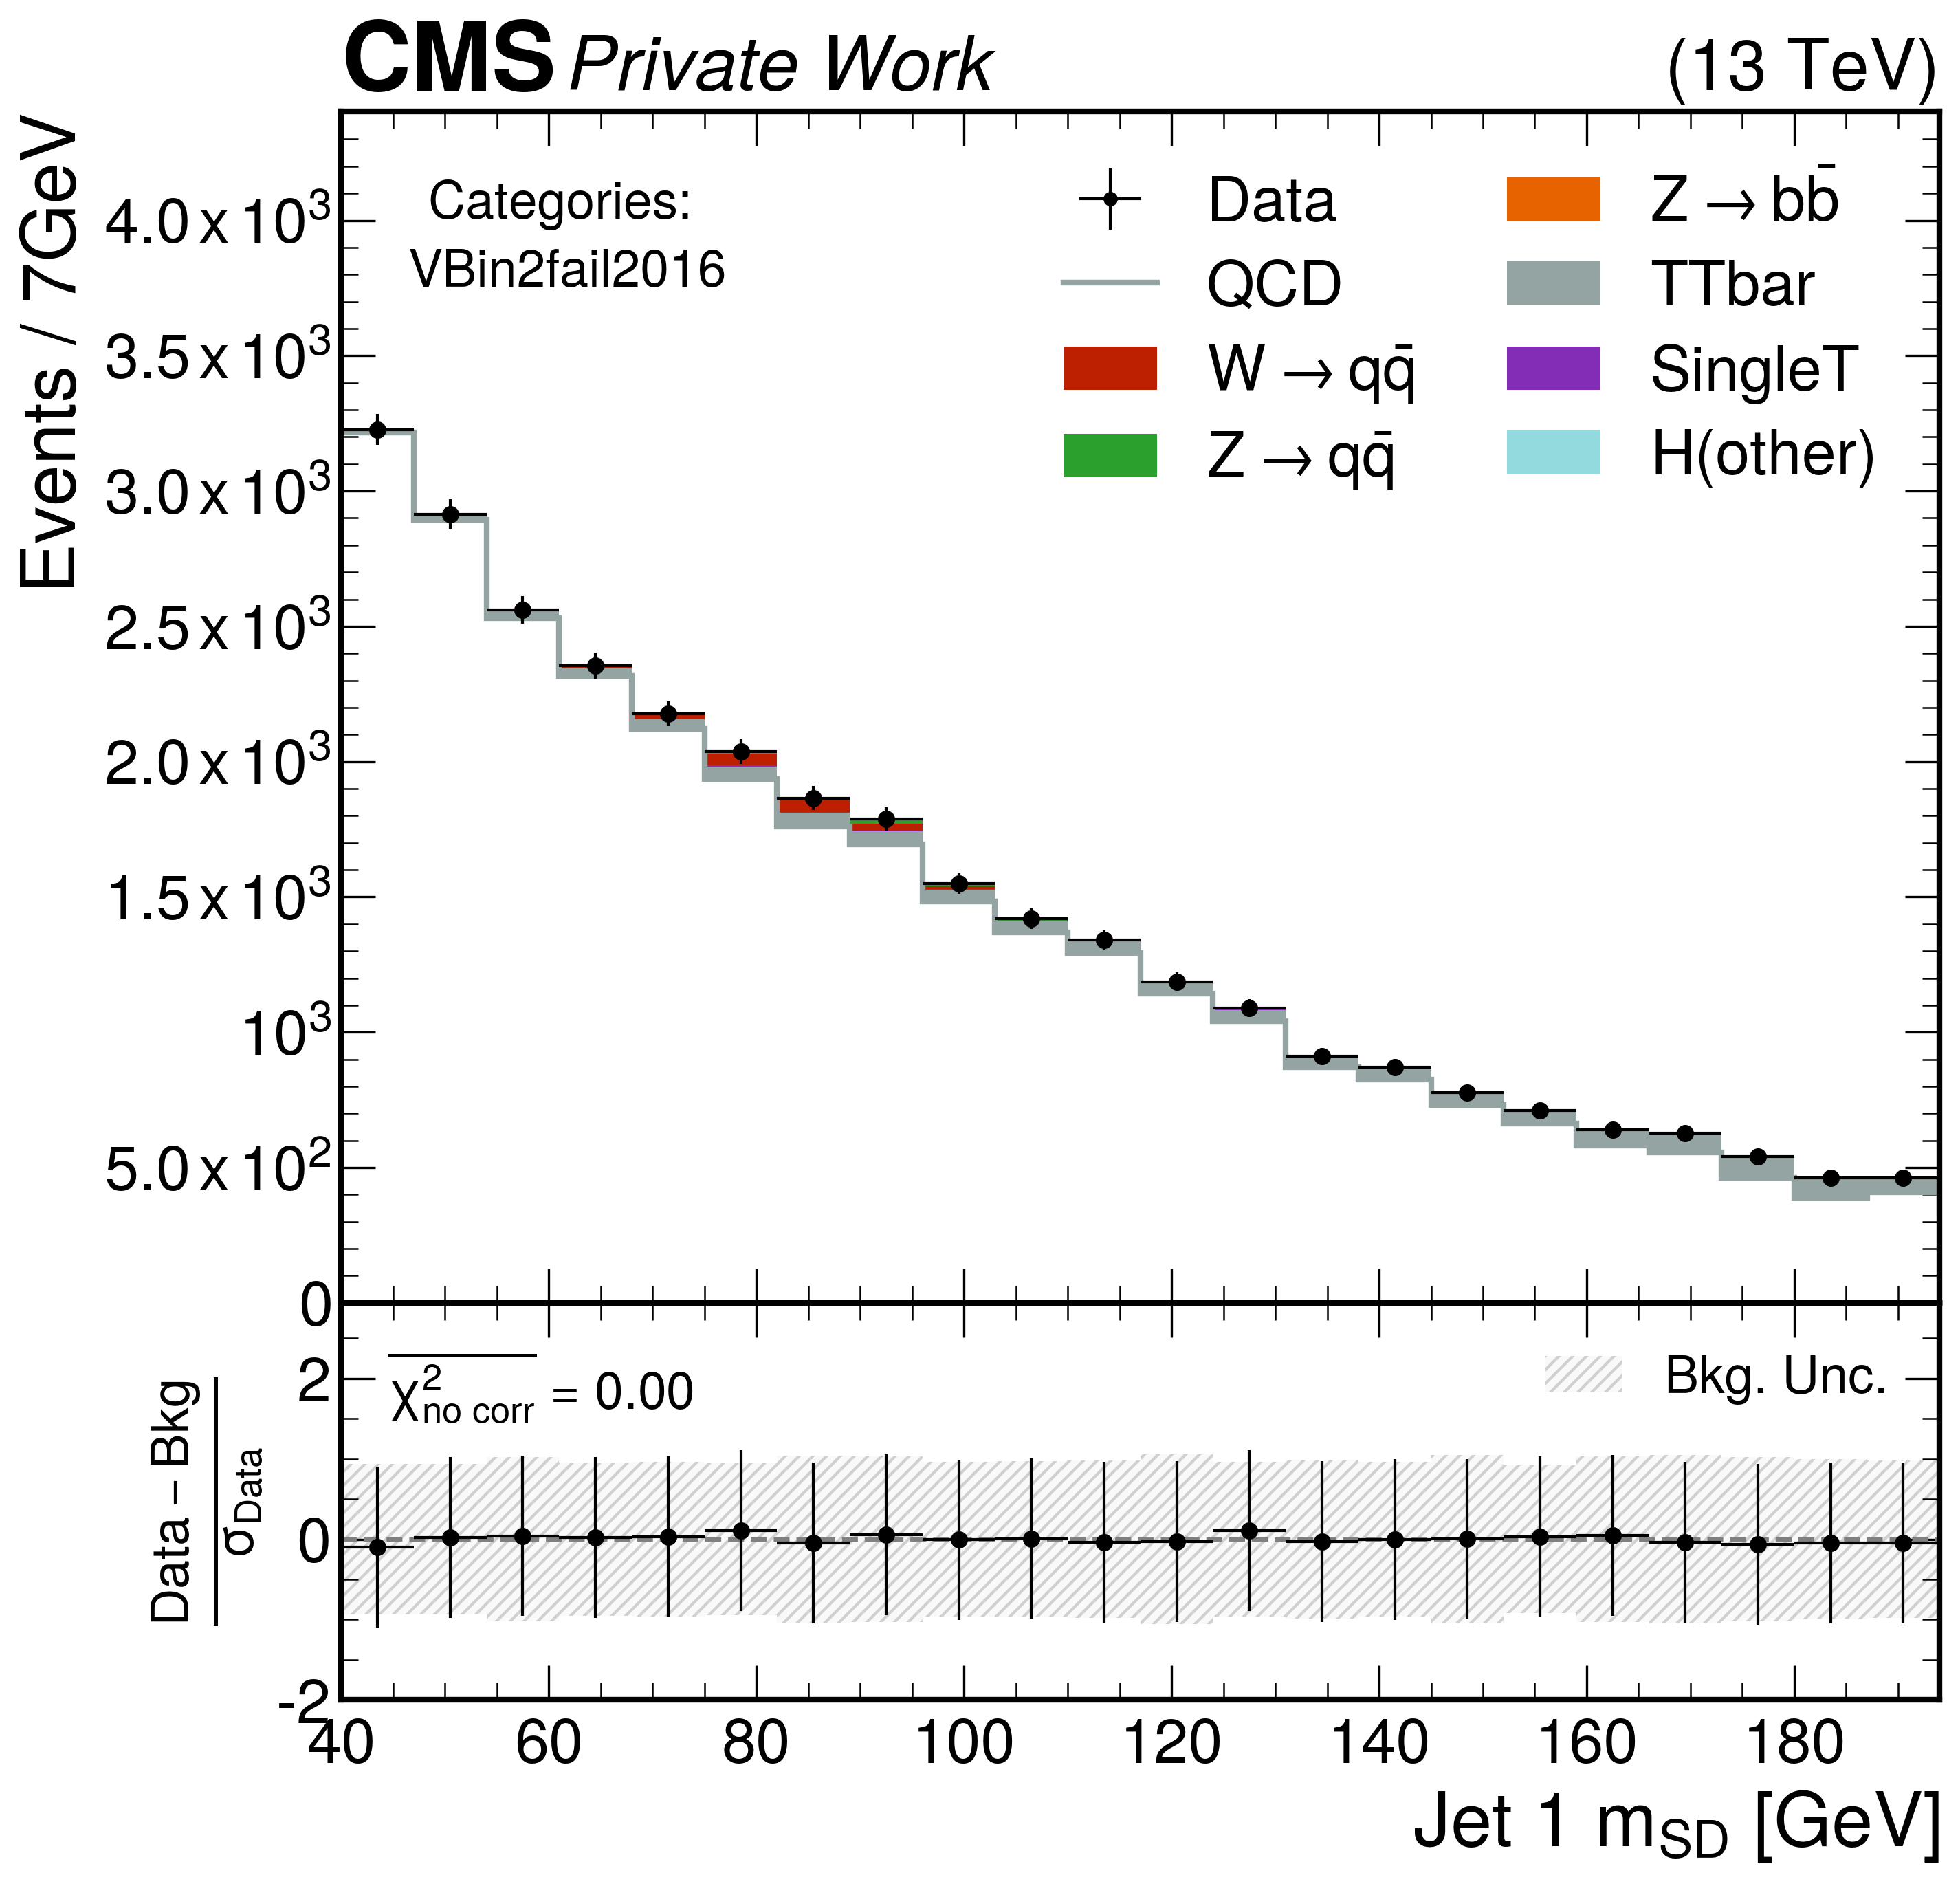 CMS Private Work (13 TeV)
Events / 7GeV
4.0 x 10³
3.5 x 10³
3.0 x 10³
2.5 x 10³
2.0 x 10³
1.5 x 10³
10³
5.0 x 10²
0
Categories:
VBin2fail2016
Data
QCD
W → qq̄
Z → qq̄
Z → bb̄
TTbar
SingleT
H(other)
Data – Bkg
σ_Data
2
0
-2
χ²_no corr = 0.00
Bkg. Unc.
40 60 80 100 120 140 160 180
Jet 1 m_SD [GeV]